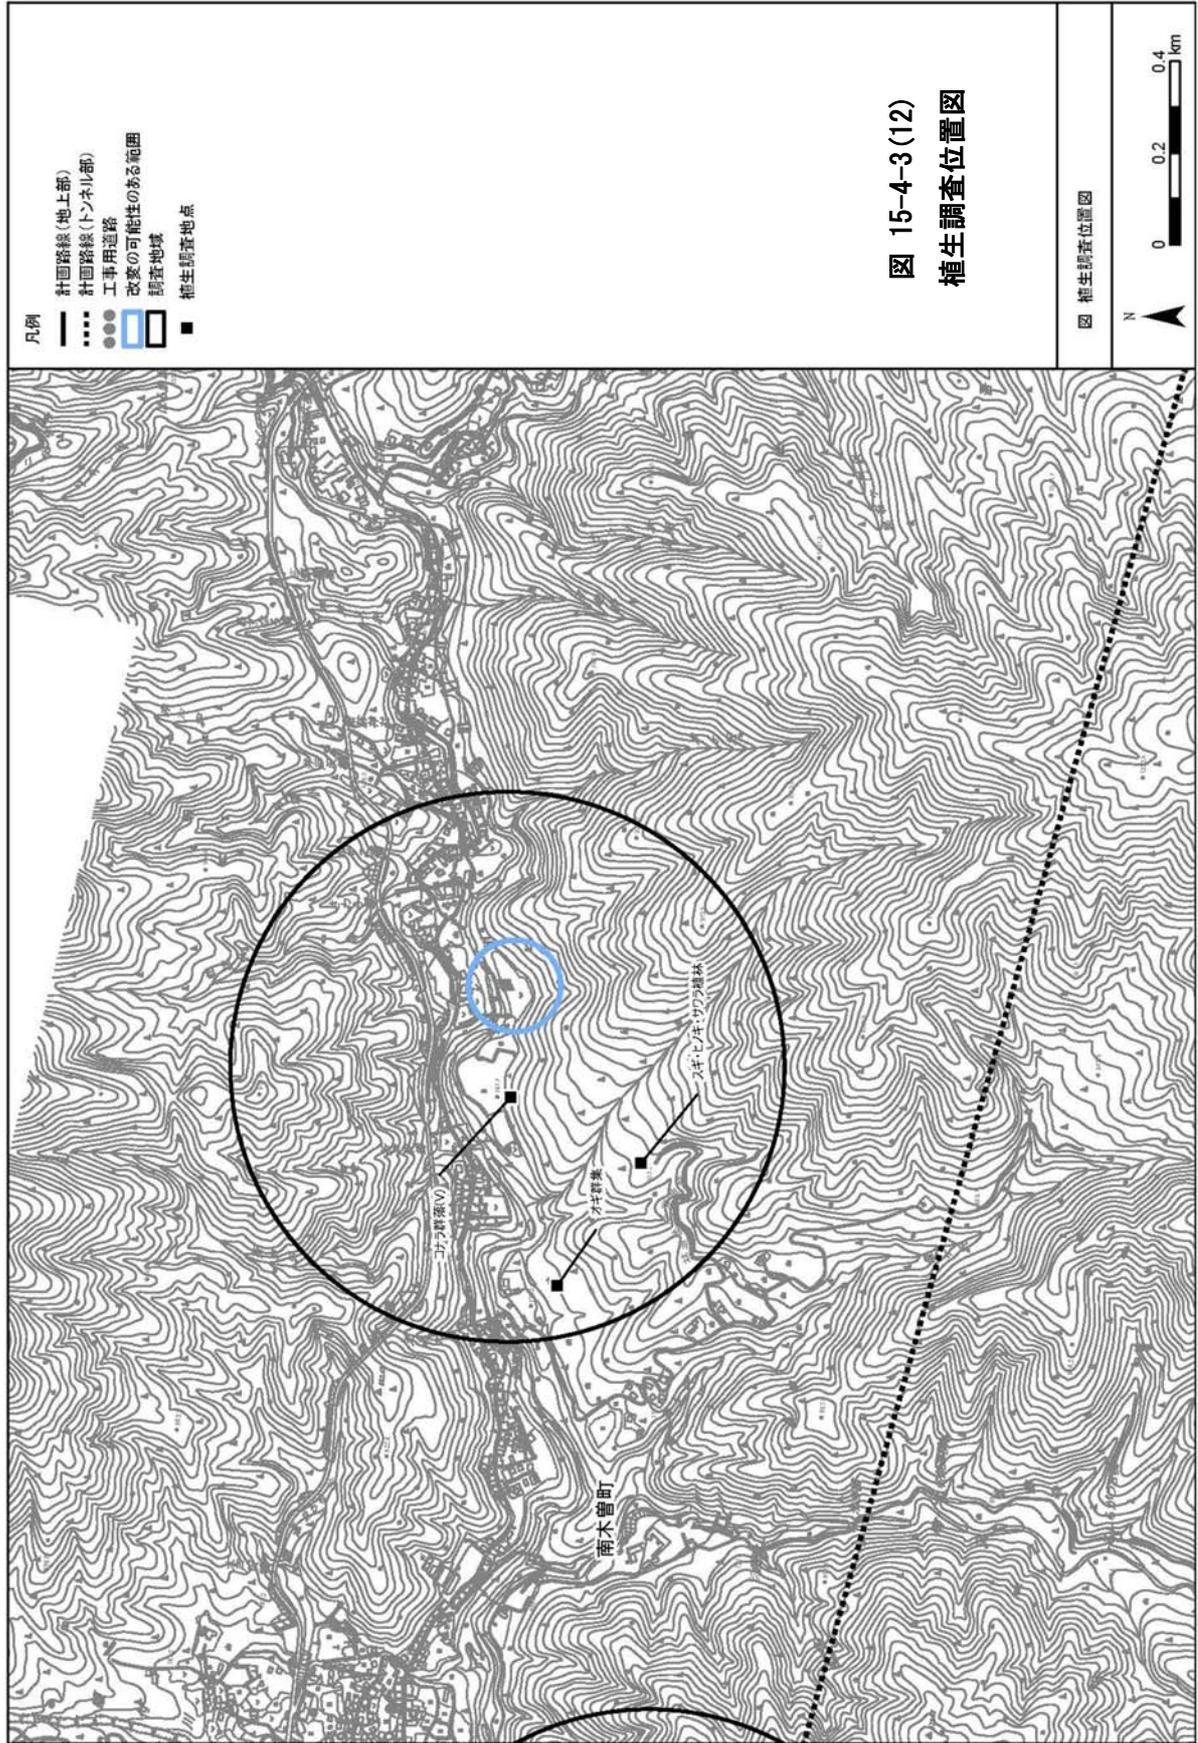 凡例
計画路線(地上部)
計画路線(トンネル部)
工事用道路
改変の可能性のある範囲
調査地域
植生調査地点
図 15-4-3(12)
植生調査位置図
図 植生調査位置図
N
0 0.2 0.4
km
コナラ群落(V)
オギ群集
スギ・ヒノキ・サワラ植林
南木曽町